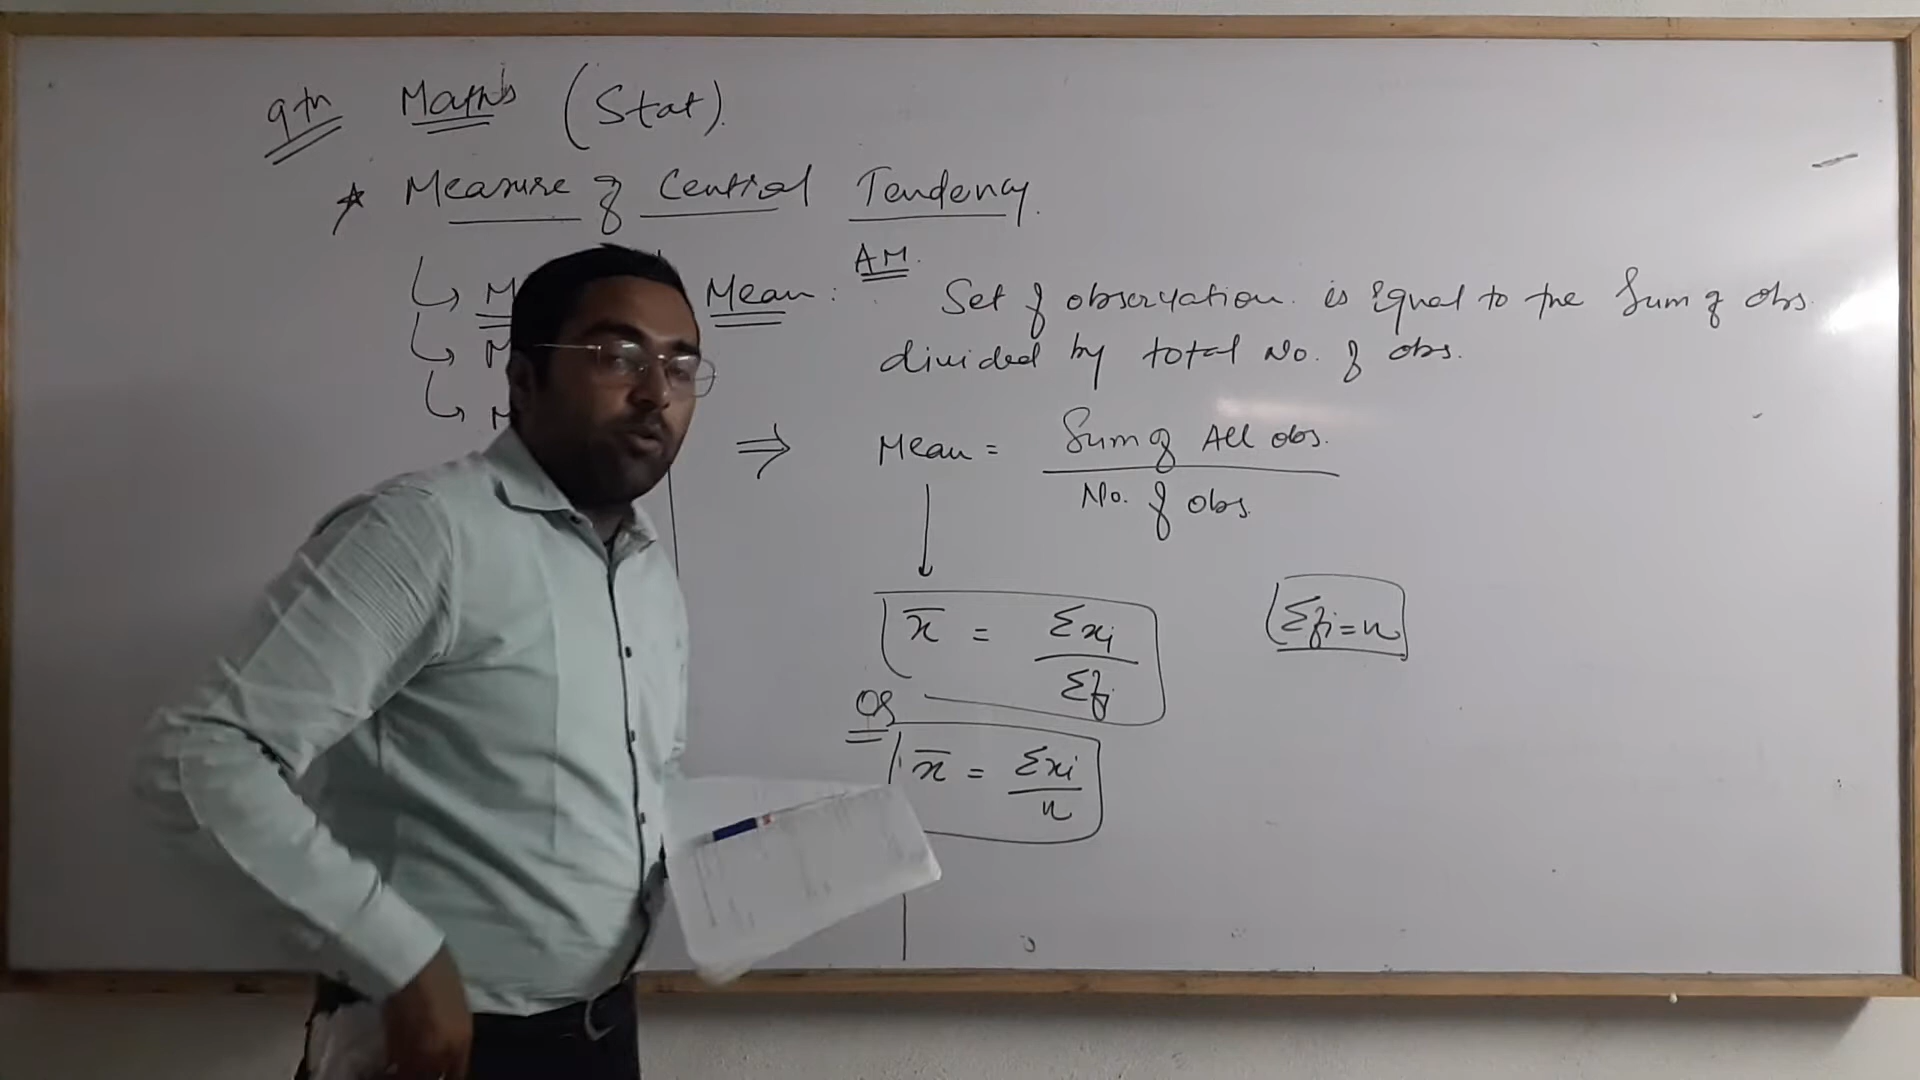 9th Maths (Stat).
* Measure of Central Tendency.
↳ M
↳ M
↳ M
Mean : AM. Set of observation. is Equal to the Sum of obs.
divided by total No. of obs.
⇒ Mean = Sum of All obs. / No. of obs.
x̄ = Σxi / Σfi
Σfi = n
OR
x̄ = Σxi / n